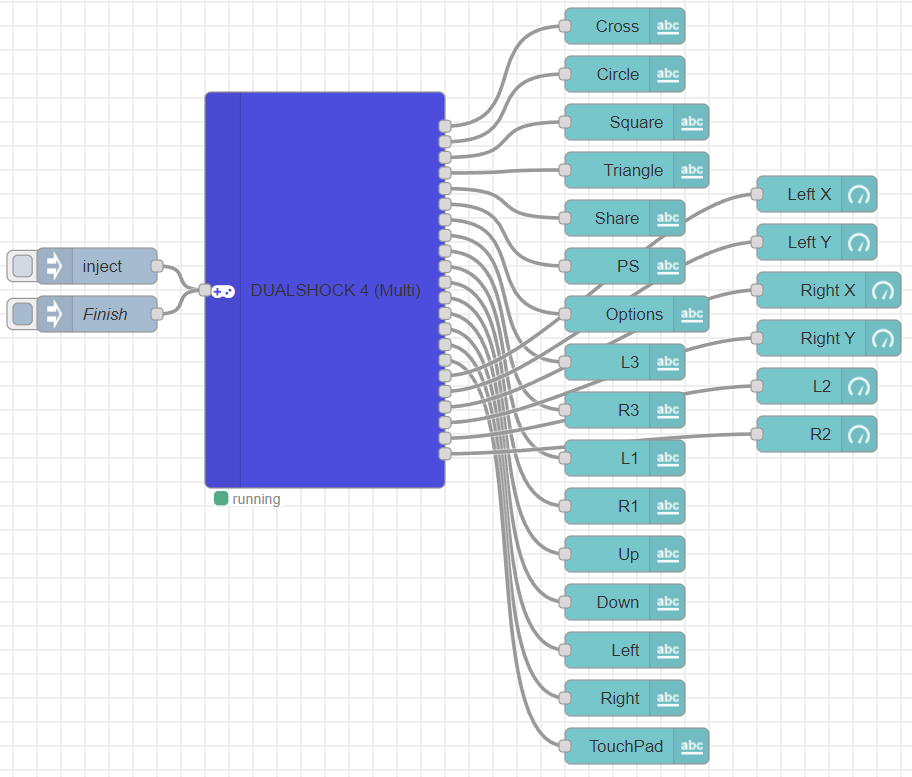 inject
Finish
DUALSHOCK 4 (Multi)
running
Cross abc
Circle abc
Square abc
Triangle abc
Share abc
PS abc
Options abc
L3 abc
R3 abc
L1 abc
R1 abc
Up abc
Down abc
Left abc
Right abc
TouchPad abc
Left X
Left Y
Right X
Right Y
L2
R2